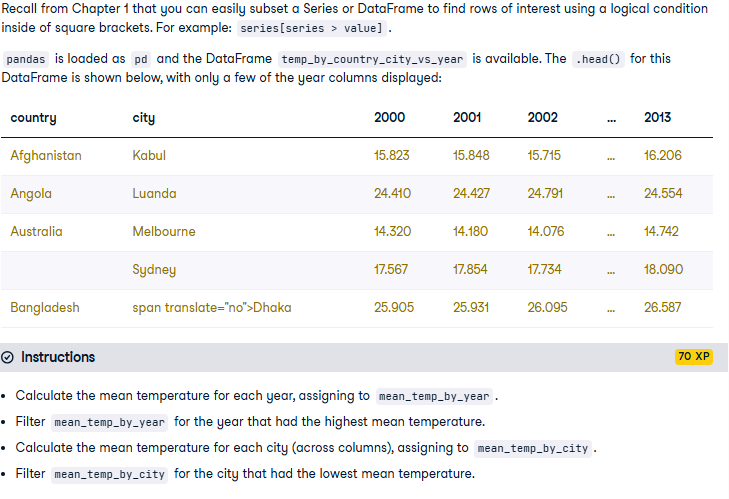 Recall from Chapter 1 that you can easily subset a Series or DataFrame to find rows of interest using a logical condition
inside of square brackets. For example: series[series > value] .
pandas is loaded as pd and the DataFrame temp_by_country_city_vs_year is available. The .head() for this
DataFrame is shown below, with only a few of the year columns displayed:
country city 2000 2001 2002 ... 2013
Afghanistan Kabul 15.823 15.848 15.715 ... 16.206
Angola Luanda 24.410 24.427 24.791 ... 24.554
Australia Melbourne 14.320 14.180 14.076 ... 14.742
Sydney 17.567 17.854 17.734 ... 18.090
Bangladesh span translate="no">Dhaka 25.905 25.931 26.095 ... 26.587
Instructions 70 XP
• Calculate the mean temperature for each year, assigning to mean_temp_by_year .
• Filter mean_temp_by_year for the year that had the highest mean temperature.
• Calculate the mean temperature for each city (across columns), assigning to mean_temp_by_city .
• Filter mean_temp_by_city for the city that had the lowest mean temperature.